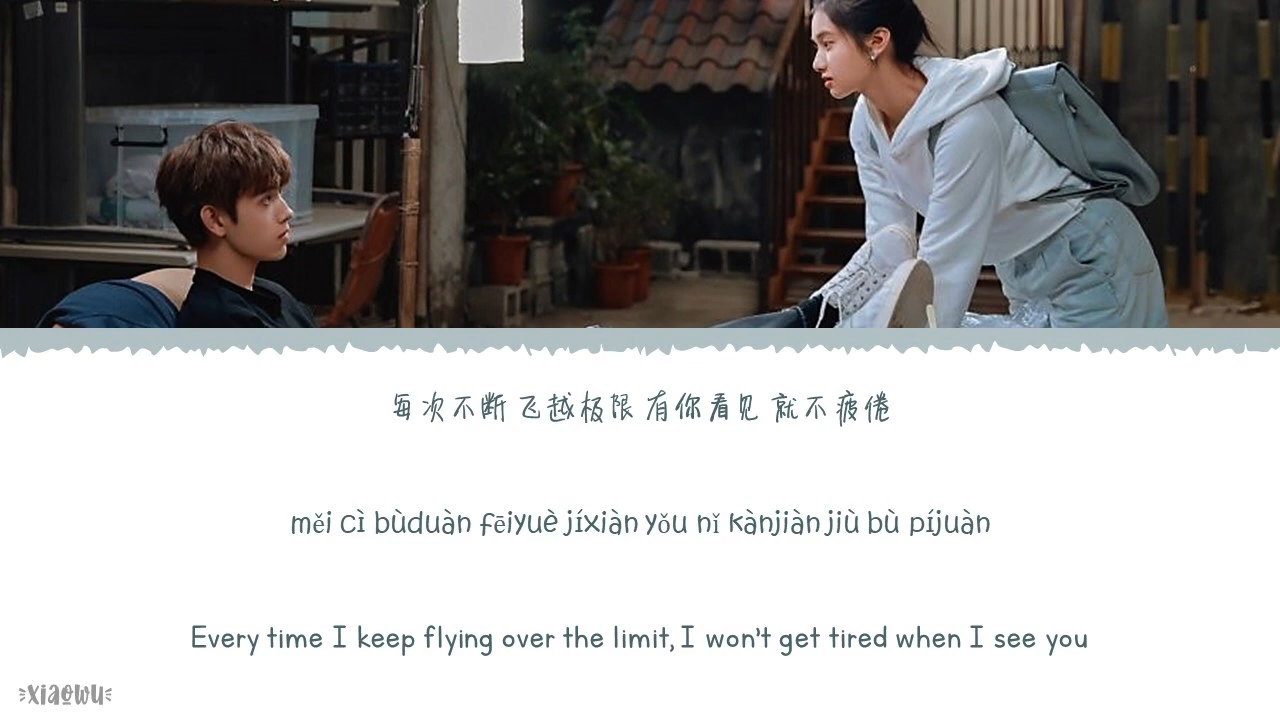 每次不断 飞越极限 有你看见 就不疲倦
měi cì bùduàn fēiyuè jíxiàn yǒu nǐ kànjiàn jiù bù píjuàn
Every time I keep flying over the limit, I won't get tired when I see you
xiaowu